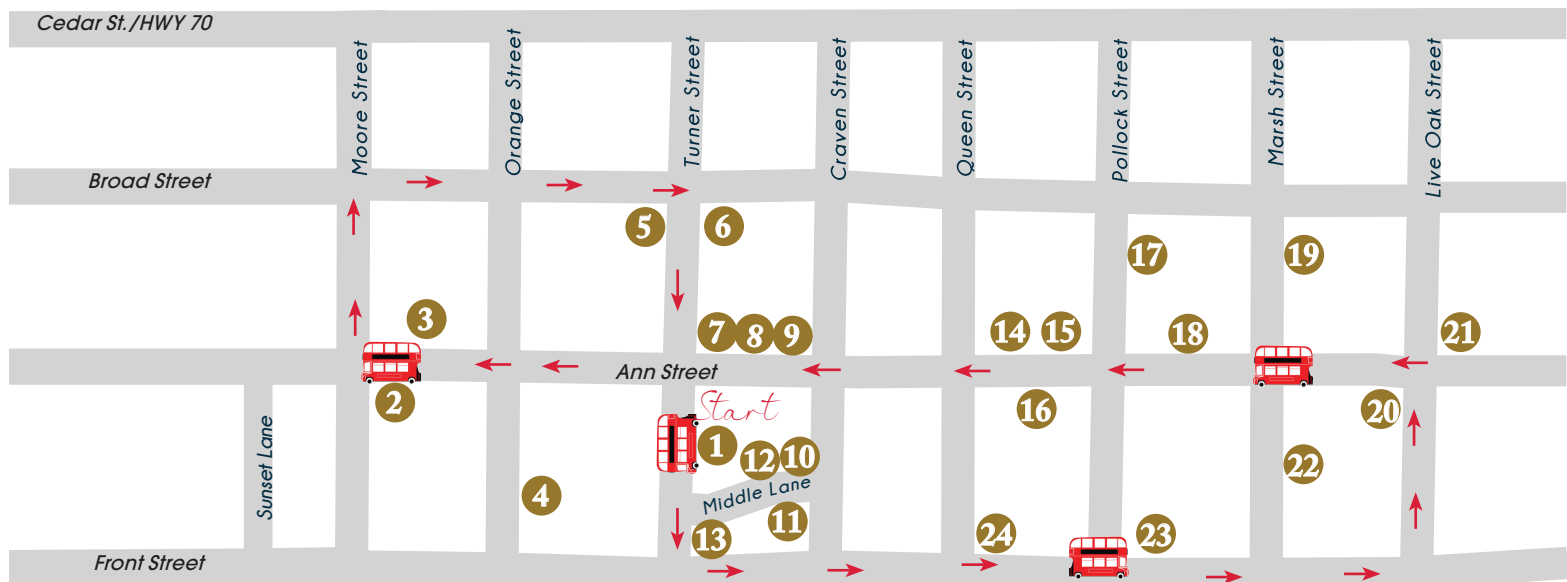 Cedar St./HWY 70
Moore Street
Orange Street
Turner Street
Craven Street
Queen Street
Pollock Street
Marsh Street
Live Oak Street
Broad Street
5
6
17
19
3
7
8
9
14
15
18
21
Ann Street
2
Start
16
20
1
12
10
22
Sunset Lane
4
Middle Lane
11
13
24
23
Front Street